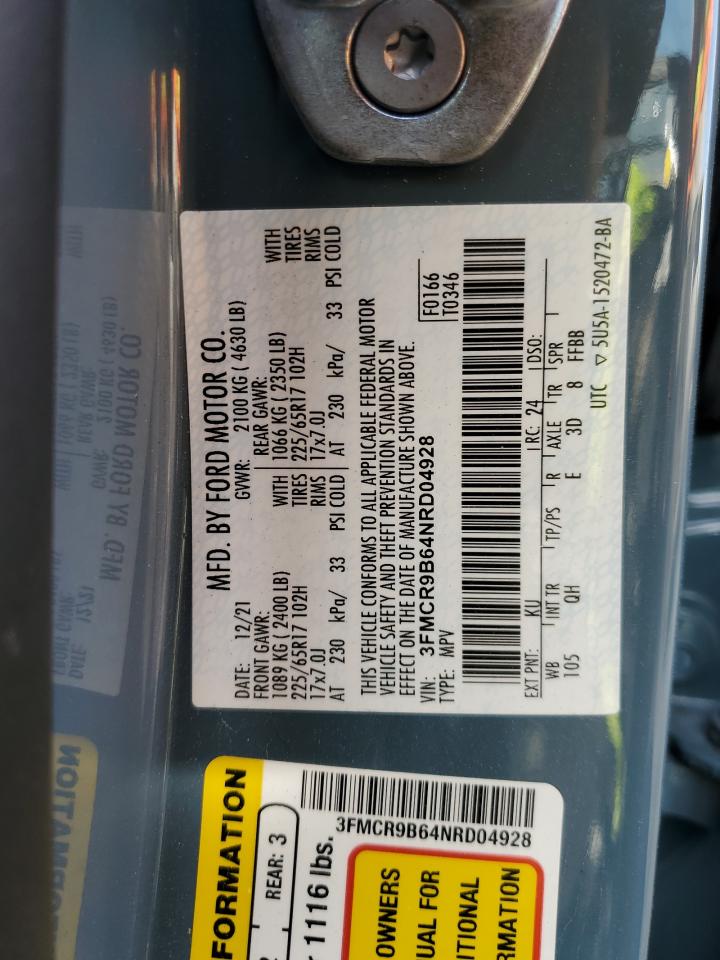 MFD. BY FORD MOTOR CO.
DATE: 12/21 GVWR: 2100 KG ( 4630 LB)
FRONT GAWR: REAR GAWR:
1089 KG ( 2400 LB) WITH 1066 KG ( 2350 LB) WITH
225/65R17 102H TIRES 225/65R17 102H TIRES
17x7.0J RIMS 17x7.0J RIMS
AT 230 kPa/ 33 PSI COLD AT 230 kPa/ 33 PSI COLD
THIS VEHICLE CONFORMS TO ALL APPLICABLE FEDERAL MOTOR
VEHICLE SAFETY AND THEFT PREVENTION STANDARDS IN
EFFECT ON THE DATE OF MANUFACTURE SHOWN ABOVE.
VIN: 3FMCR9B64NRD04928
TYPE: MPV
F0166
T0346
EXT PNT: KU RC: 24 DSO:
WB INT TR TP/PS R AXLE TR SPR
105 QH E 3D 8 FFBB
UTC ▽ 5U5A-1520472-BA
FORMATION
REAR: 3
1116 lbs.
3FMCR9B64NRD04928
OWNERS
UAL FOR
ITIONAL
RMATION